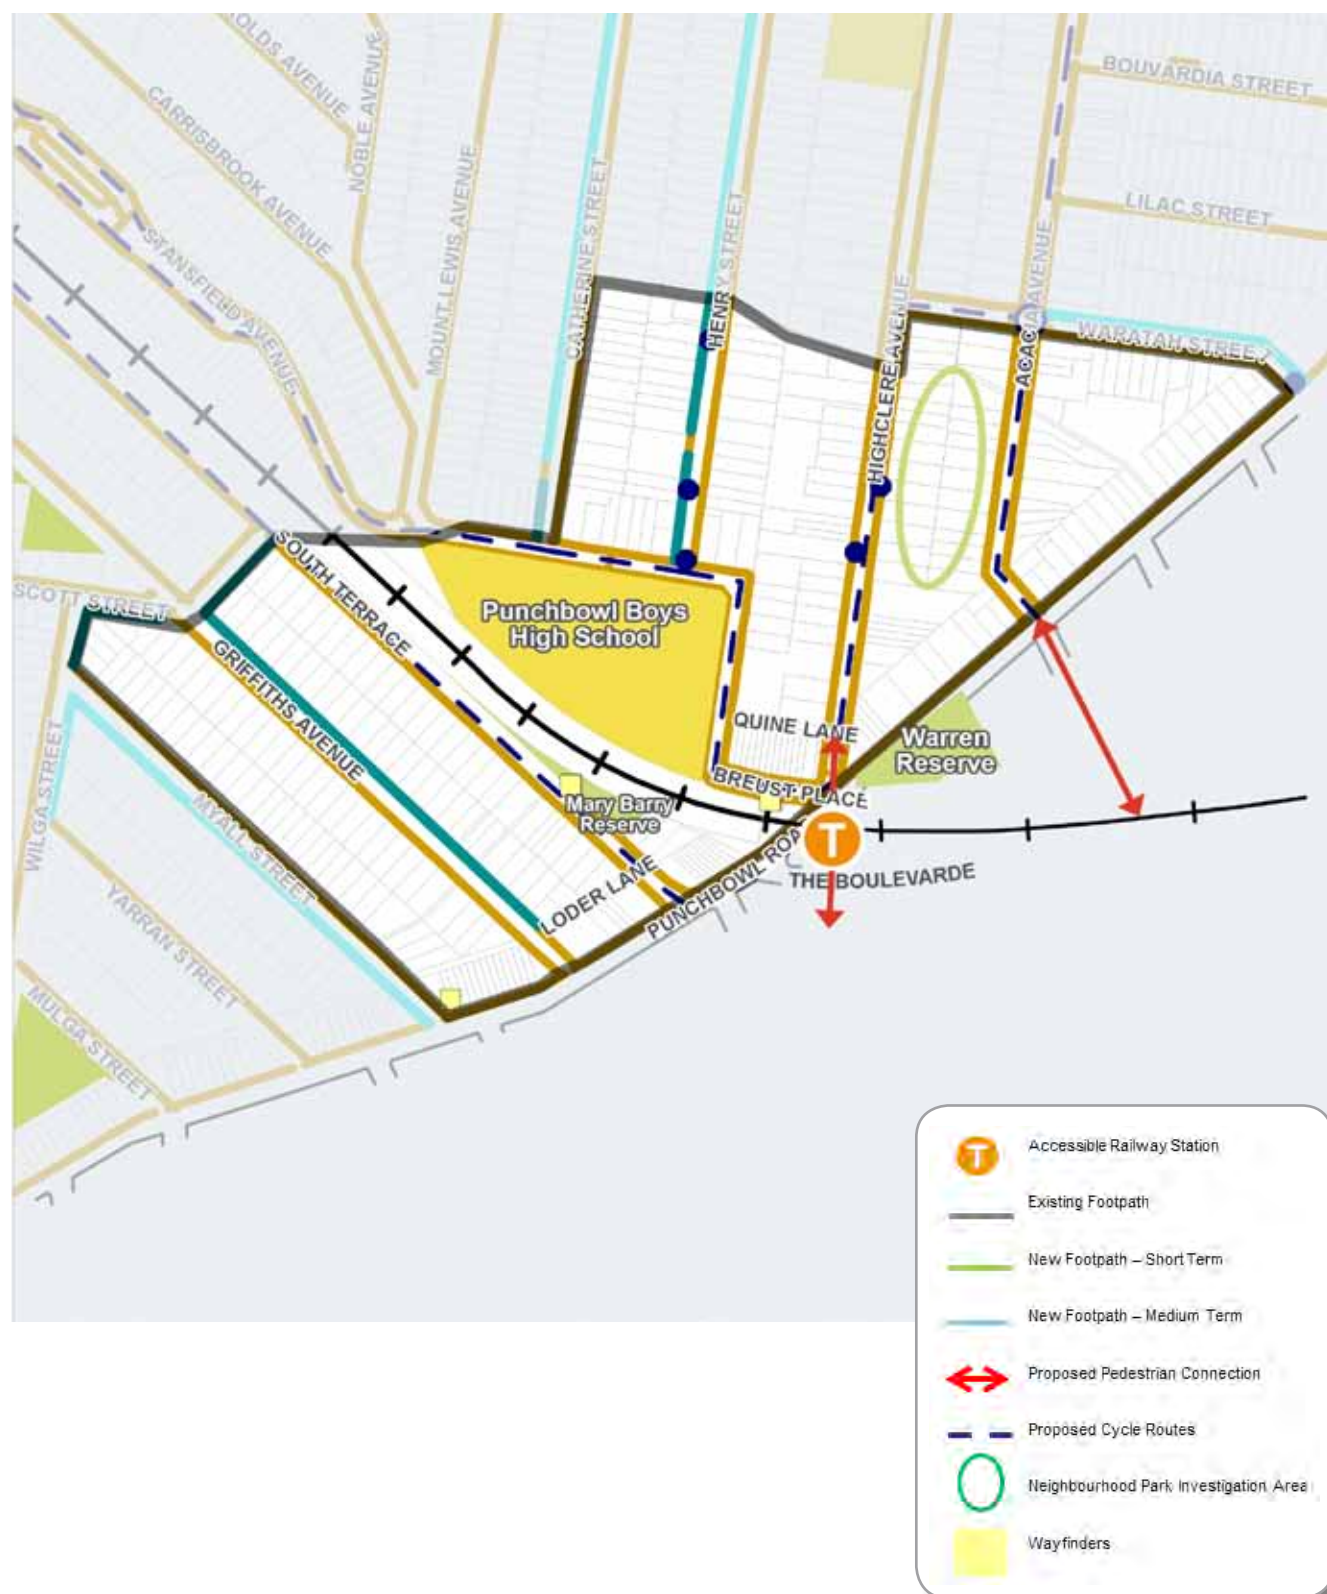 OLDS AVENUE
CARRISBROOK AVENUE
NOBLE AVENUE
BOUVARDIA STREET
LILAC STREET
STANSFIELD AVENUE
MOUNT LEWIS AVENUE
CATHERINE STREET
HENRY STREET
HIGHCLERE AVENUE
ACACIA AVENUE
WARATAH STREET
SCOTT STREET
SOUTH TERRACE
Punchbowl Boys
High School
GRIFFITHS AVENUE
WILGA STREET
MYALL STREET
YARRAN STREET
MULGA STREET
QUINE LANE
BREUST PLACE
Warren
Reserve
Mary Barry
Reserve
LODER LANE
PUNCHBOWL ROA
T
THE BOULEVARDE
T
Accessible Railway Station
Existing Footpath
New Footpath – Short Term
New Footpath – Medium Term
Proposed Pedestrian Connection
Proposed Cycle Routes
Neighbourhood Park Investigation Area
Wayfinders